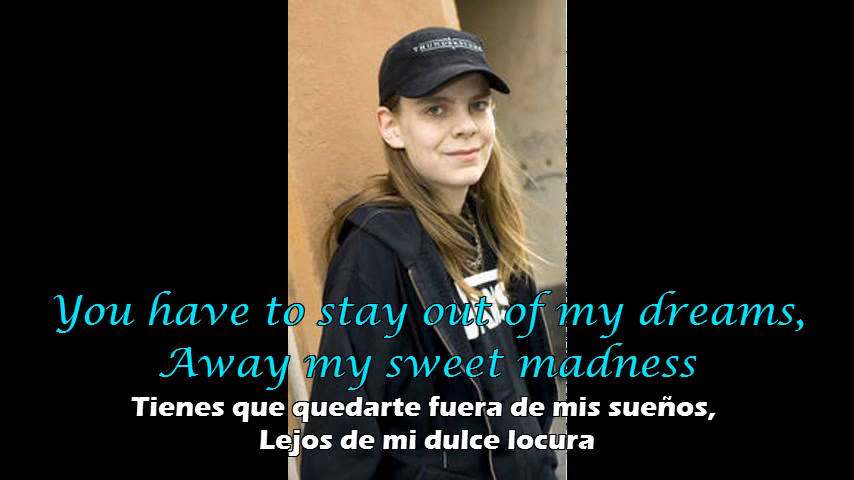 You have to stay out of my dreams,
Away my sweet madness
Tienes que quedarte fuera de mis sueños,
Lejos de mi dulce locura